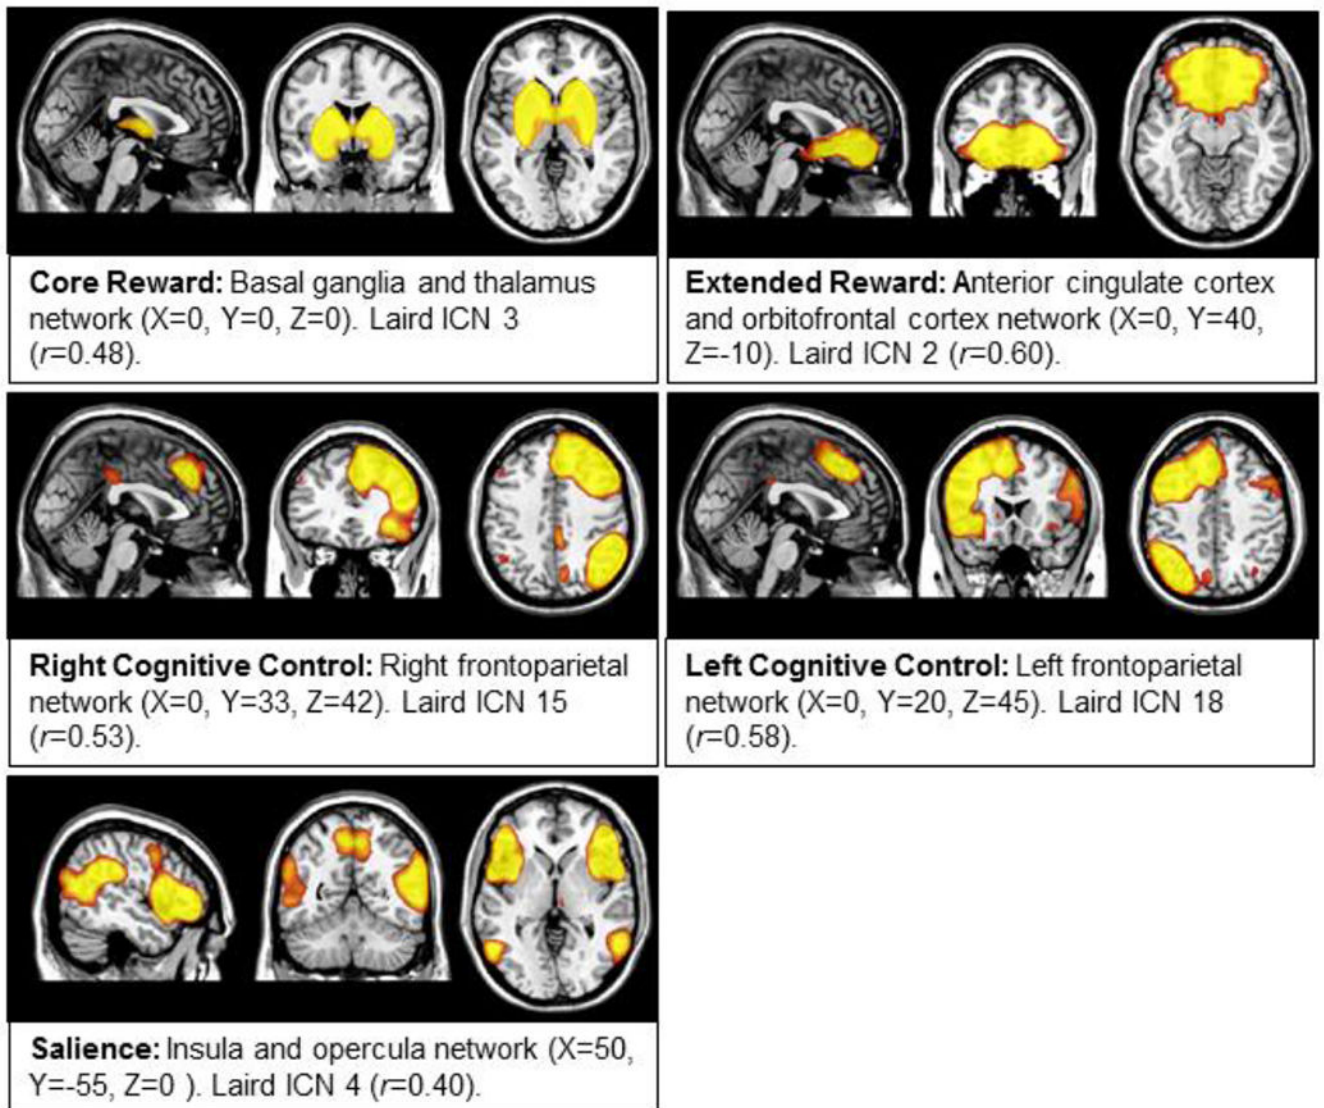 Core Reward: Basal ganglia and thalamus
network (X=0, Y=0, Z=0). Laird ICN 3
(r=0.48).
Extended Reward: Anterior cingulate cortex
and orbitofrontal cortex network (X=0, Y=40,
Z=-10). Laird ICN 2 (r=0.60).
Right Cognitive Control: Right frontoparietal
network (X=0, Y=33, Z=42). Laird ICN 15
(r=0.53).
Left Cognitive Control: Left frontoparietal
network (X=0, Y=20, Z=45). Laird ICN 18
(r=0.58).
Salience: Insula and opercula network (X=50,
Y=-55, Z=0 ). Laird ICN 4 (r=0.40).